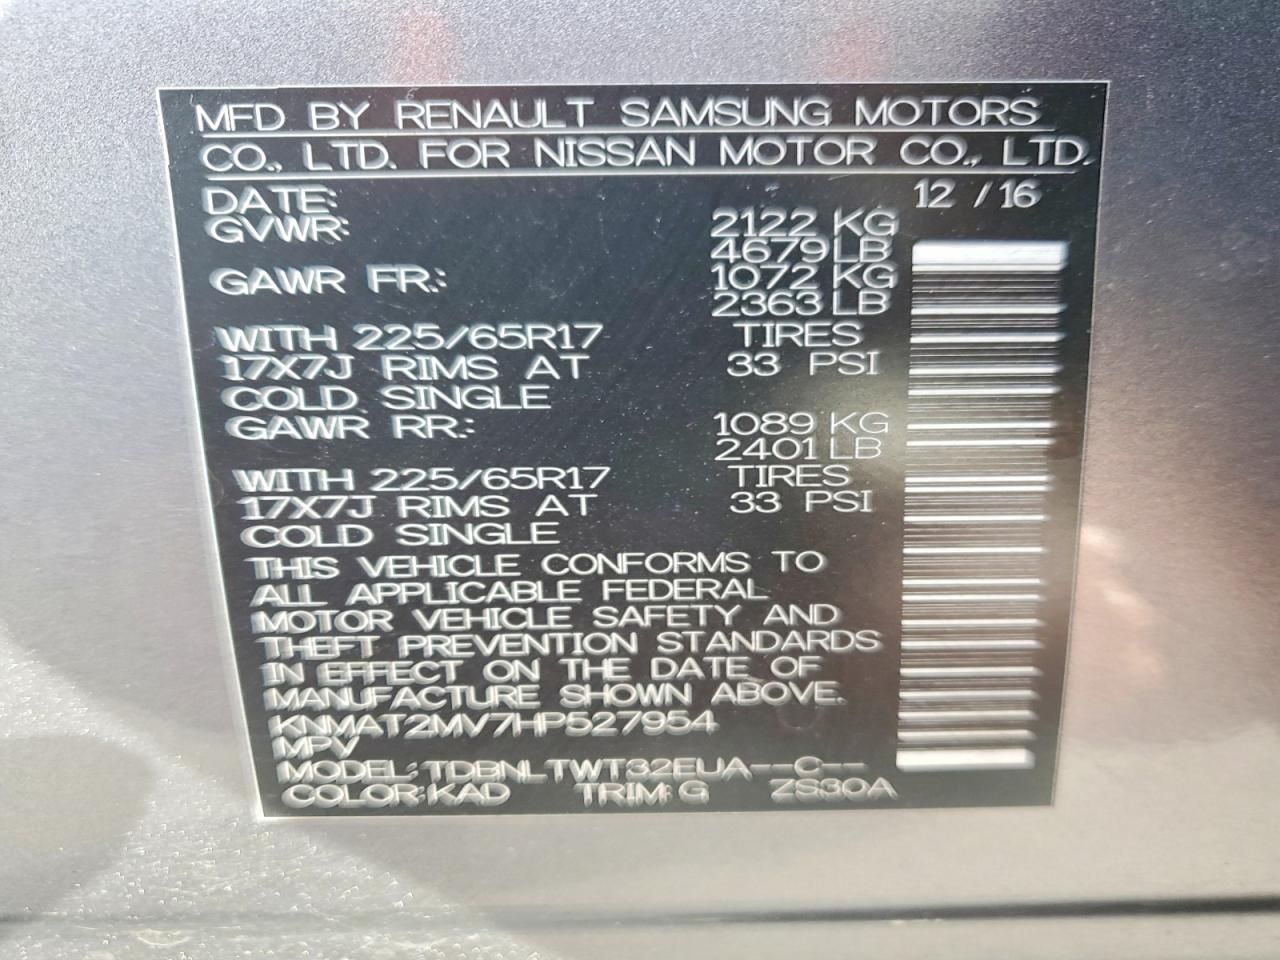 MFD BY RENAULT SAMSUNG MOTORS
CO., LTD. FOR NISSAN MOTOR CO., LTD.
DATE: 12 / 16
GVWR: 2122 KG
4679 LB
GAWR FR.: 1072 KG
2363 LB
WITH 225/65R17 TIRES
17X7J RIMS AT 33 PSI
COLD SINGLE
GAWR RR.: 1089 KG
2401 LB
WITH 225/65R17 TIRES
17X7J RIMS AT 33 PSI
COLD SINGLE
THIS VEHICLE CONFORMS TO
ALL APPLICABLE FEDERAL
MOTOR VEHICLE SAFETY AND
THEFT PREVENTION STANDARDS
IN EFFECT ON THE DATE OF
MANUFACTURE SHOWN ABOVE.
KNMAT2MV7HP527954
MPV
MODEL:TDBNLTWT32EUA--C--
COLOR:KAD TRIM:G ZS30A